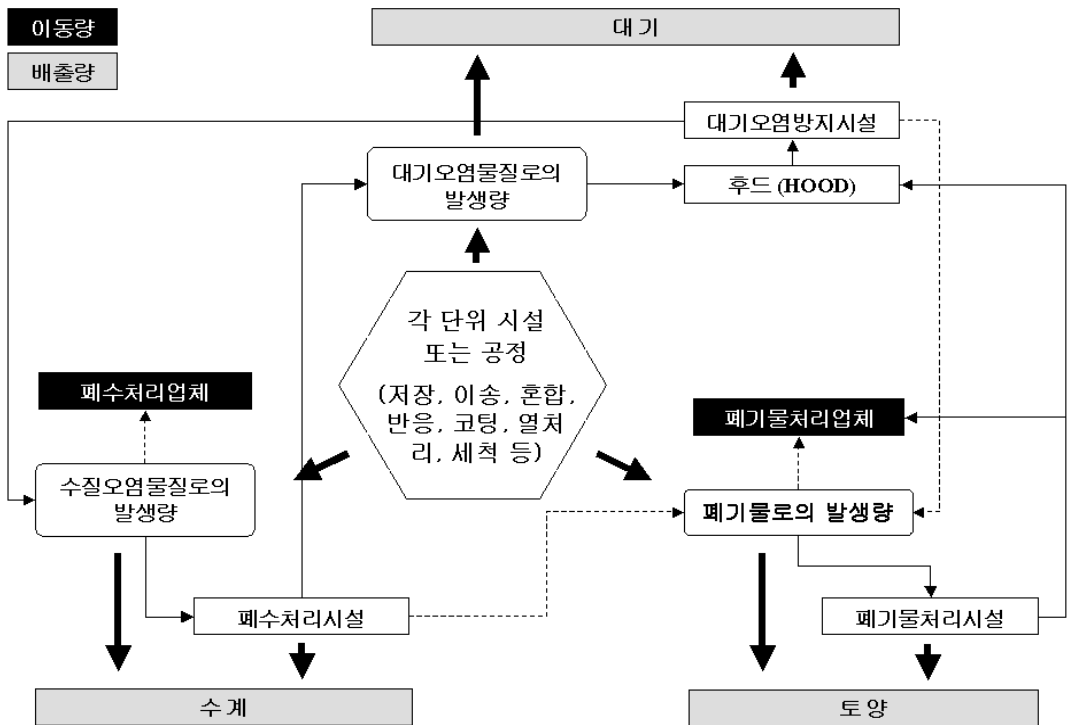 이동량
대 기
배출량
대기오염방지시설
대기오염물질로의
발생량
후드 (HOOD)
각 단위 시설
또는 공정
(저장, 이송, 혼합,
반응, 코팅, 열처
리, 세척 등)
폐수처리업체
폐기물처리업체
수질오염물질로의
발생량
폐기물로의 발생량
폐수처리시설
폐기물처리시설
수 계
토 양